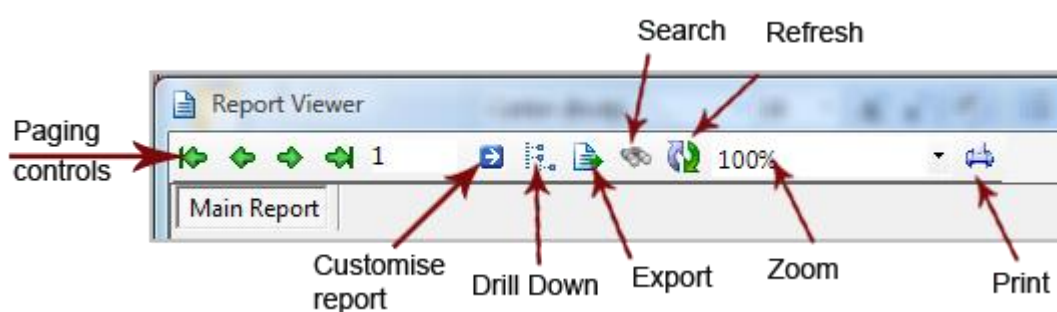 Search
Refresh
Report Viewer
Paging
controls
1
100%
Main Report
Customise
report
Drill Down
Export
Zoom
Print